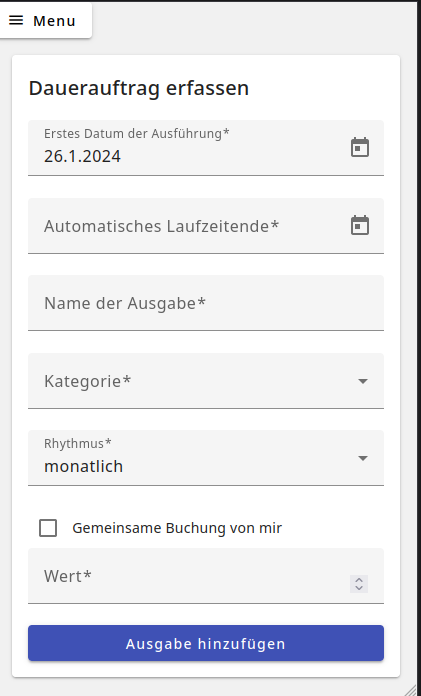 Menu
Dauerauftrag erfassen
Erstes Datum der Ausführung*
26.1.2024
Automatisches Laufzeitende*
Name der Ausgabe*
Kategorie*
Rhythmus*
monatlich
Gemeinsame Buchung von mir
Wert*
Ausgabe hinzufügen